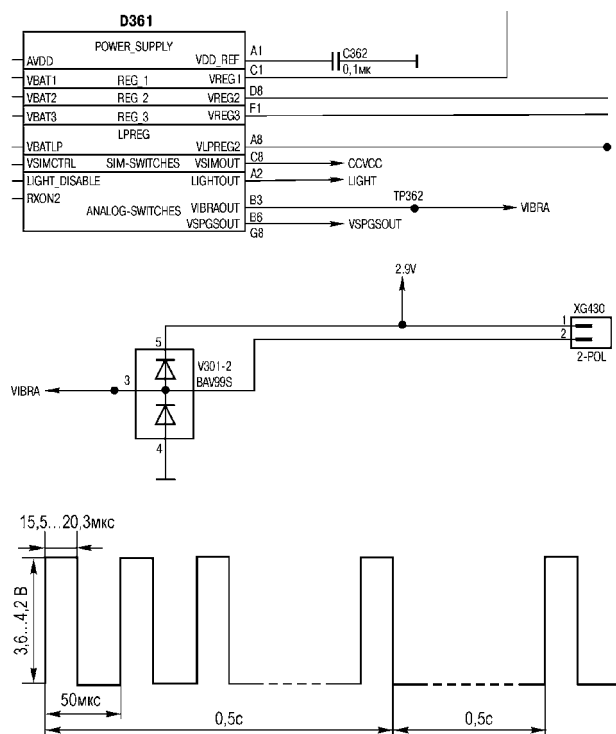 D361
POWER_SUPPLY
AVDD VDD_REF A1 C362
0,1мк
VBAT1 REG_1 VREG1 C1
VBAT2 REG_2 VREG2 D8
VBAT3 REG_3 VREG3 F1
LPREG
VBATLP VLPREG2 A8
VSIMCTRL SIM-SWITCHES VSIMOUT C8 CCVCC
LIGHT_DISABLE LIGHTOUT A2 LIGHT
RXON2
ANALOG-SWITCHES VIBRAOUT B3 TP362 VIBRA
VSPGSOUT B6 VSPGSOUT
G8
2.9V
XG430
1
2
2-POL
5
V301-2
BAV99S
VIBRA 3
4
15,5...20,3мкс
3,6...4,2 В
50мкс
0,5с 0,5с